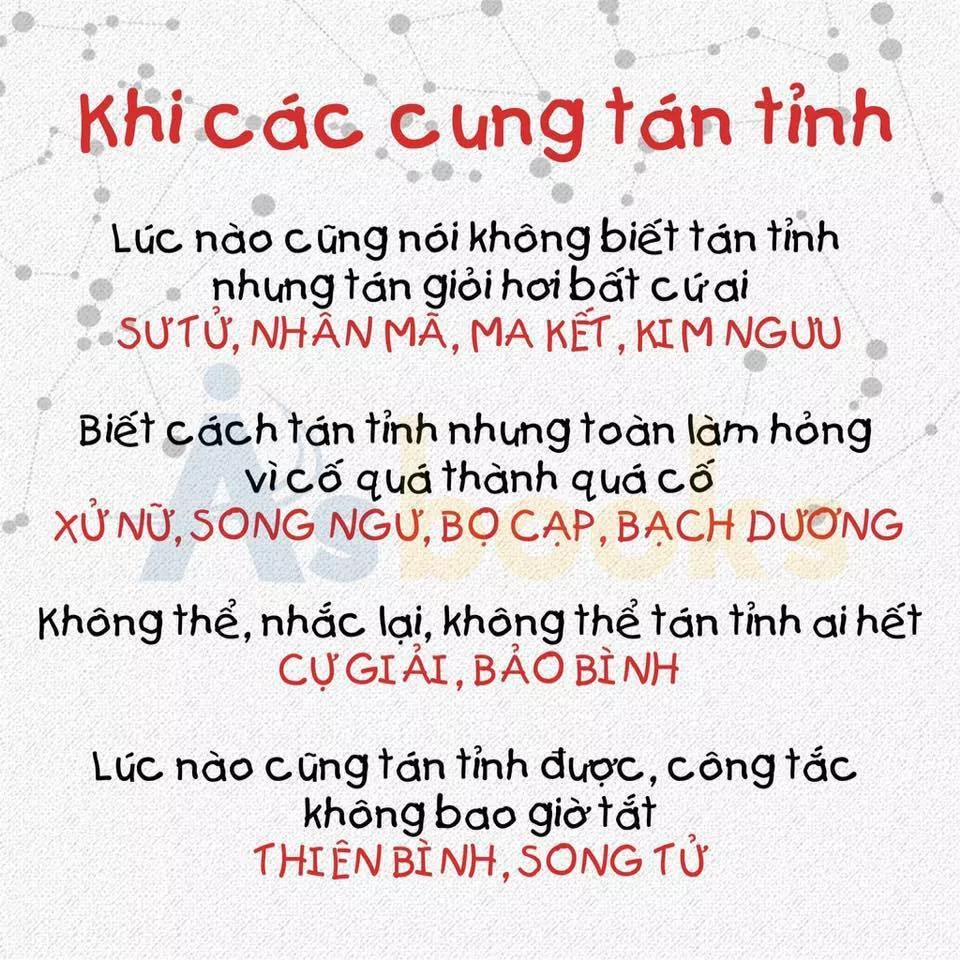 Khi các cung tán tỉnh
Lúc nào cũng nói không biết tán tỉnh
nhưng tán giỏi hơi bất cứ ai
SƯ TỬ, NHÂN MÃ, MA KẾT, KIM NGƯU
Biết cách tán tỉnh nhưng toàn làm hỏng
vì cố quá thành quá cố
XỬ NỮ, SONG NGƯ, BỌ CẠP, BẠCH DƯƠNG
Asbooks
Không thể, nhắc lại, không thể tán tỉnh ai hết
CỰ GIẢI, BẢO BÌNH
Lúc nào cũng tán tỉnh được, công tắc
không bao giờ tắt
THIÊN BÌNH, SONG TỬ